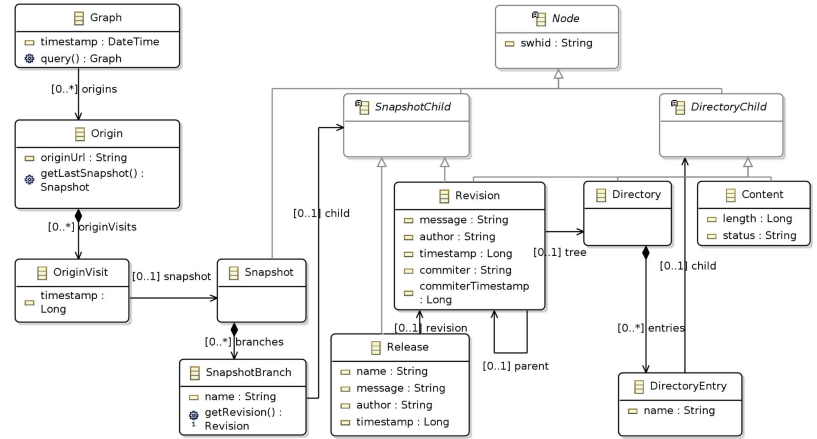 Graph
timestamp : DateTime
query() : Graph
[0..*] origins
Origin
originUrl : String
getLastSnapshot() :
Snapshot
[0..*] originVisits
OriginVisit
timestamp :
Long
[0..1] snapshot
Snapshot
[0..*] branches
SnapshotBranch
name : String
getRevision() :
Revision
[0..1] child
Node
swhid : String
SnapshotChild
DirectoryChild
Revision
message : String
author : String
timestamp : Long
commiter : String
commiterTimestamp
: Long
[0..1] tree
Directory
Content
length : Long
status : String
[0..1] child
[0..1] revision
[0..1] parent
[0..*] entries
Release
name : String
message : String
author : String
timestamp : Long
DirectoryEntry
name : String